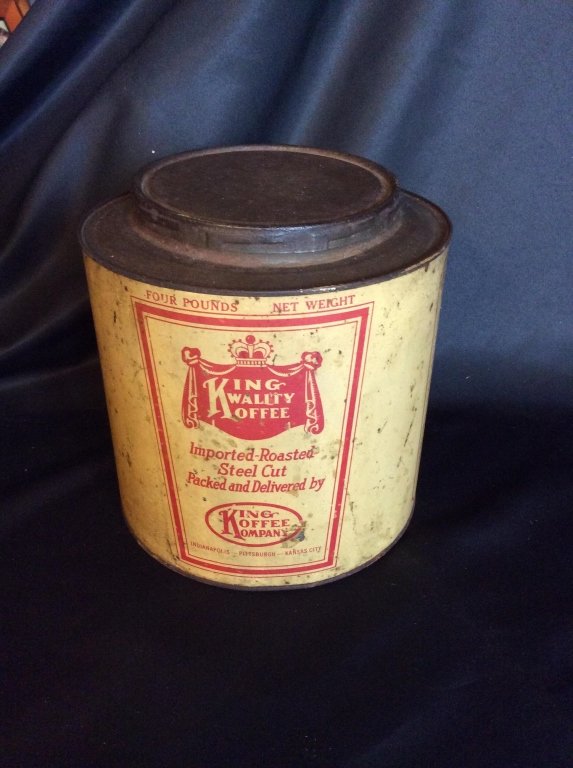 FOUR POUNDS NET WEIGHT
KING
KWALITY
KOFFEE
Imported-Roasted
Steel Cut
Packed and Delivered by
KING
KOFFEE
KOMPANY
INDIANAPOLIS - PITTSBURGH - KANSAS CITY